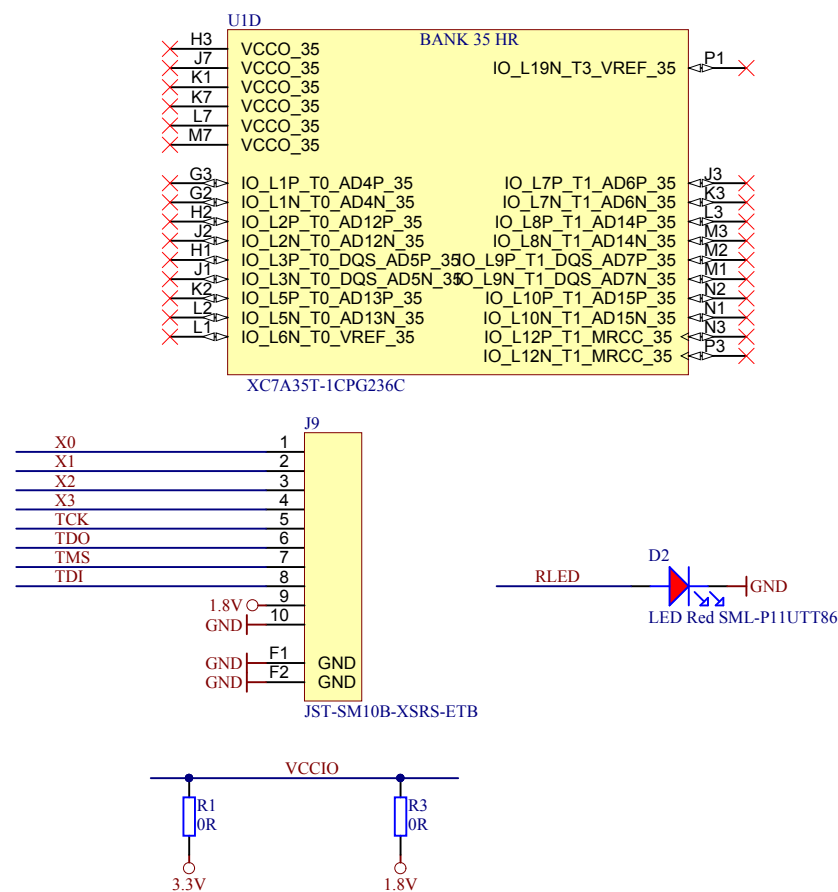 U1D
BANK 35 HR
H3 VCCO_35
J7 VCCO_35 IO_L19N_T3_VREF_35 P1
K1 VCCO_35
K7 VCCO_35
L7 VCCO_35
M7 VCCO_35
G3 IO_L1P_T0_AD4P_35 IO_L7P_T1_AD6P_35 J3
G2 IO_L1N_T0_AD4N_35 IO_L7N_T1_AD6N_35 K3
H2 IO_L2P_T0_AD12P_35 IO_L8P_T1_AD14P_35 L3
J2 IO_L2N_T0_AD12N_35 IO_L8N_T1_AD14N_35 M3
H1 IO_L3P_T0_DQS_AD5P_35 IO_L9P_T1_DQS_AD7P_35 M2
J1 IO_L3N_T0_DQS_AD5N_35 IO_L9N_T1_DQS_AD7N_35 M1
K2 IO_L5P_T0_AD13P_35 IO_L10P_T1_AD15P_35 N2
L2 IO_L5N_T0_AD13N_35 IO_L10N_T1_AD15N_35 N1
L1 IO_L6N_T0_VREF_35 IO_L12P_T1_MRCC_35 N3
IO_L12N_T1_MRCC_35 P3
XC7A35T-1CPG236C
J9
X0 1
X1 2
X2 3
X3 4
TCK 5
TDO 6
TMS 7
TDI 8
1.8V 9
GND 10
GND F1 GND
GND F2 GND
JST-SM10B-XSRS-ETB
D2
RLED GND
LED Red SML-P11UTT86
VCCIO
R1 R3
0R 0R
3.3V 1.8V